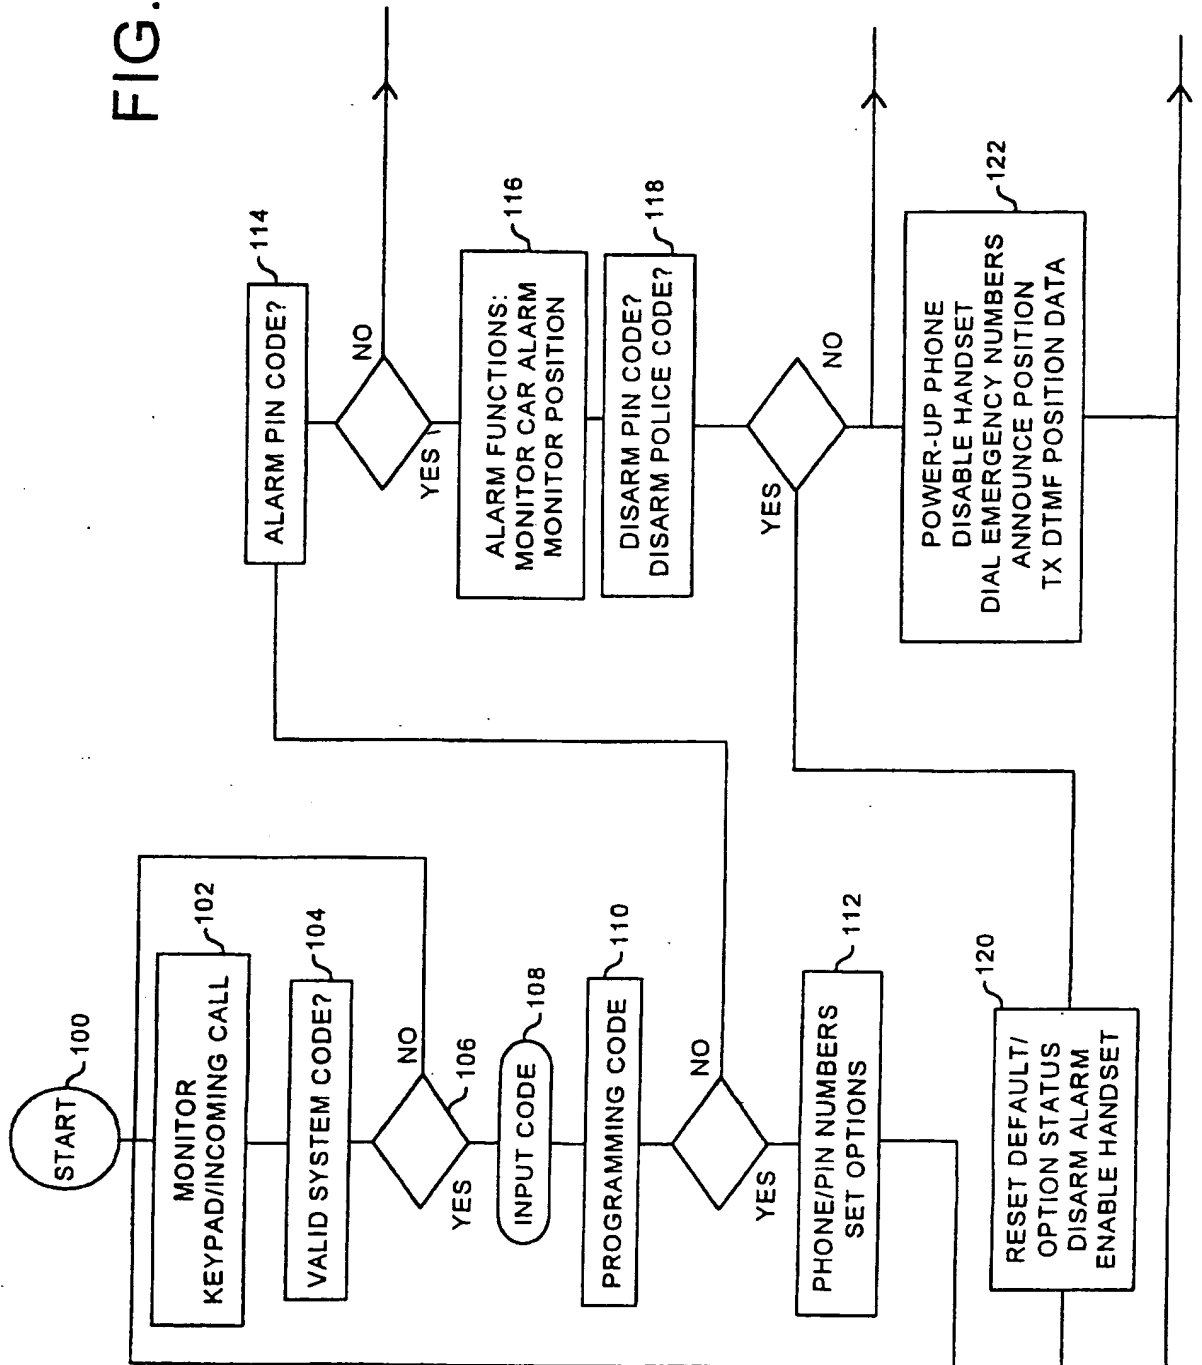 FIG.
START
100
MONITOR
KEYPAD/INCOMING CALL
102
VALID SYSTEM CODE?
104
NO
106
YES
INPUT CODE
108
PROGRAMMING CODE
110
NO
YES
PHONE/PIN NUMBERS
SET OPTIONS
112
ALARM PIN CODE?
114
NO
YES
ALARM FUNCTIONS:
MONITOR CAR ALARM
MONITOR POSITION
116
DISARM PIN CODE?
DISARM POLICE CODE?
118
YES
NO
RESET DEFAULT/
OPTION STATUS
DISARM ALARM
ENABLE HANDSET
120
POWER-UP PHONE
DISABLE HANDSET
DIAL EMERGENCY NUMBERS
ANNOUNCE POSITION
TX DTMF POSITION DATA
122